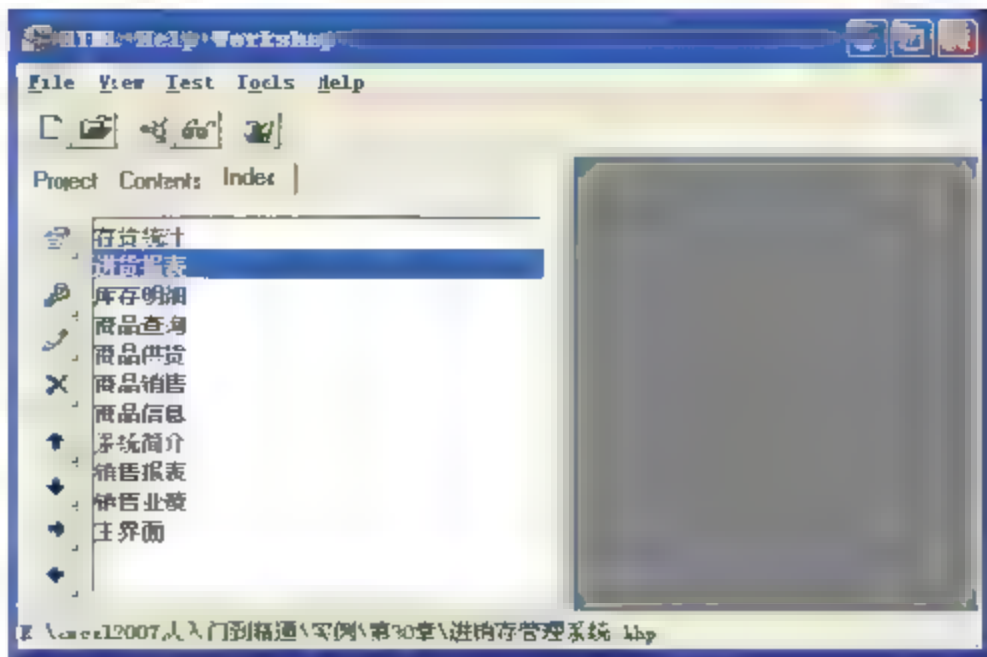 HTML Help Workshop
File View Test Tools Help
Project Contents Index
存货统计
进货报表
库存明细
商品查询
商品供货
商品销售
商品信息
系统简介
销售报表
销售业绩
主界面
\excel2007从入门到精通\实例\第30章\进销存管理系统.hhp